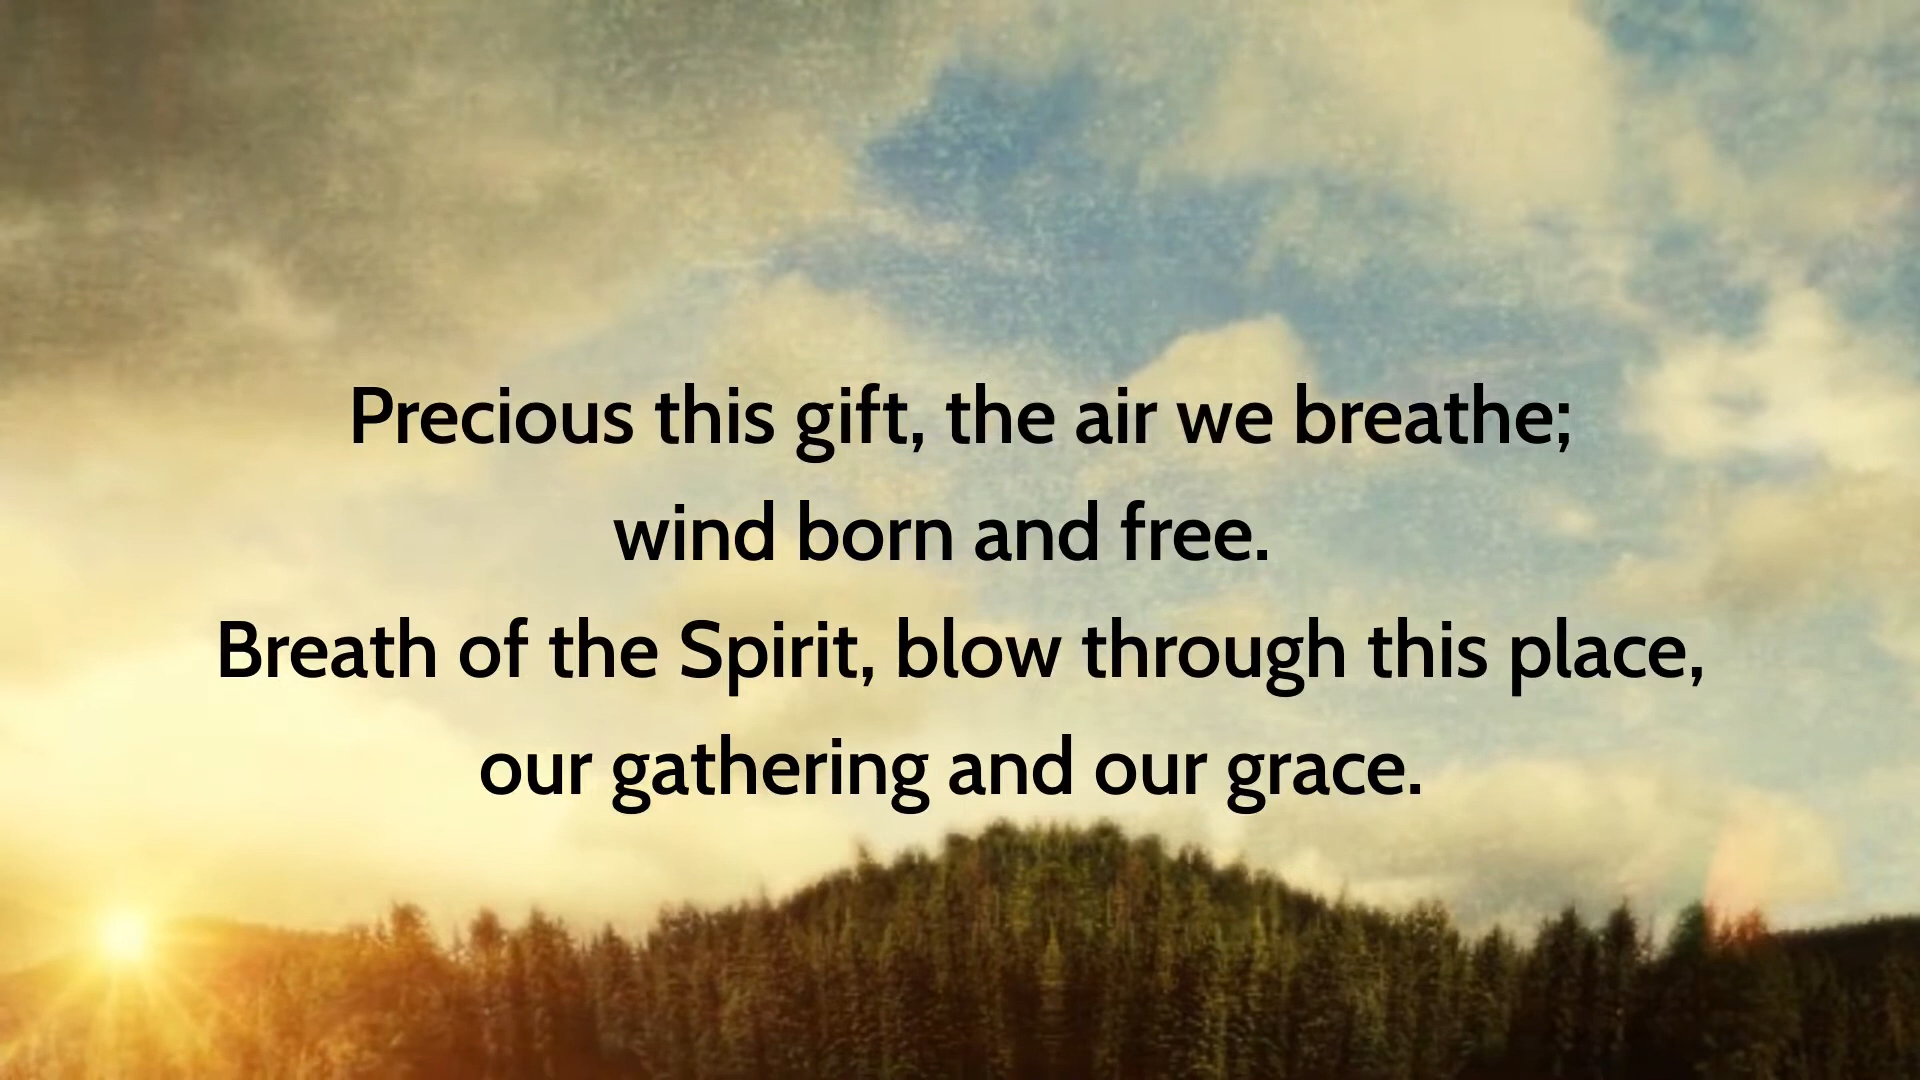 Precious this gift, the air we breathe;
wind born and free.
Breath of the Spirit, blow through this place,
our gathering and our grace.